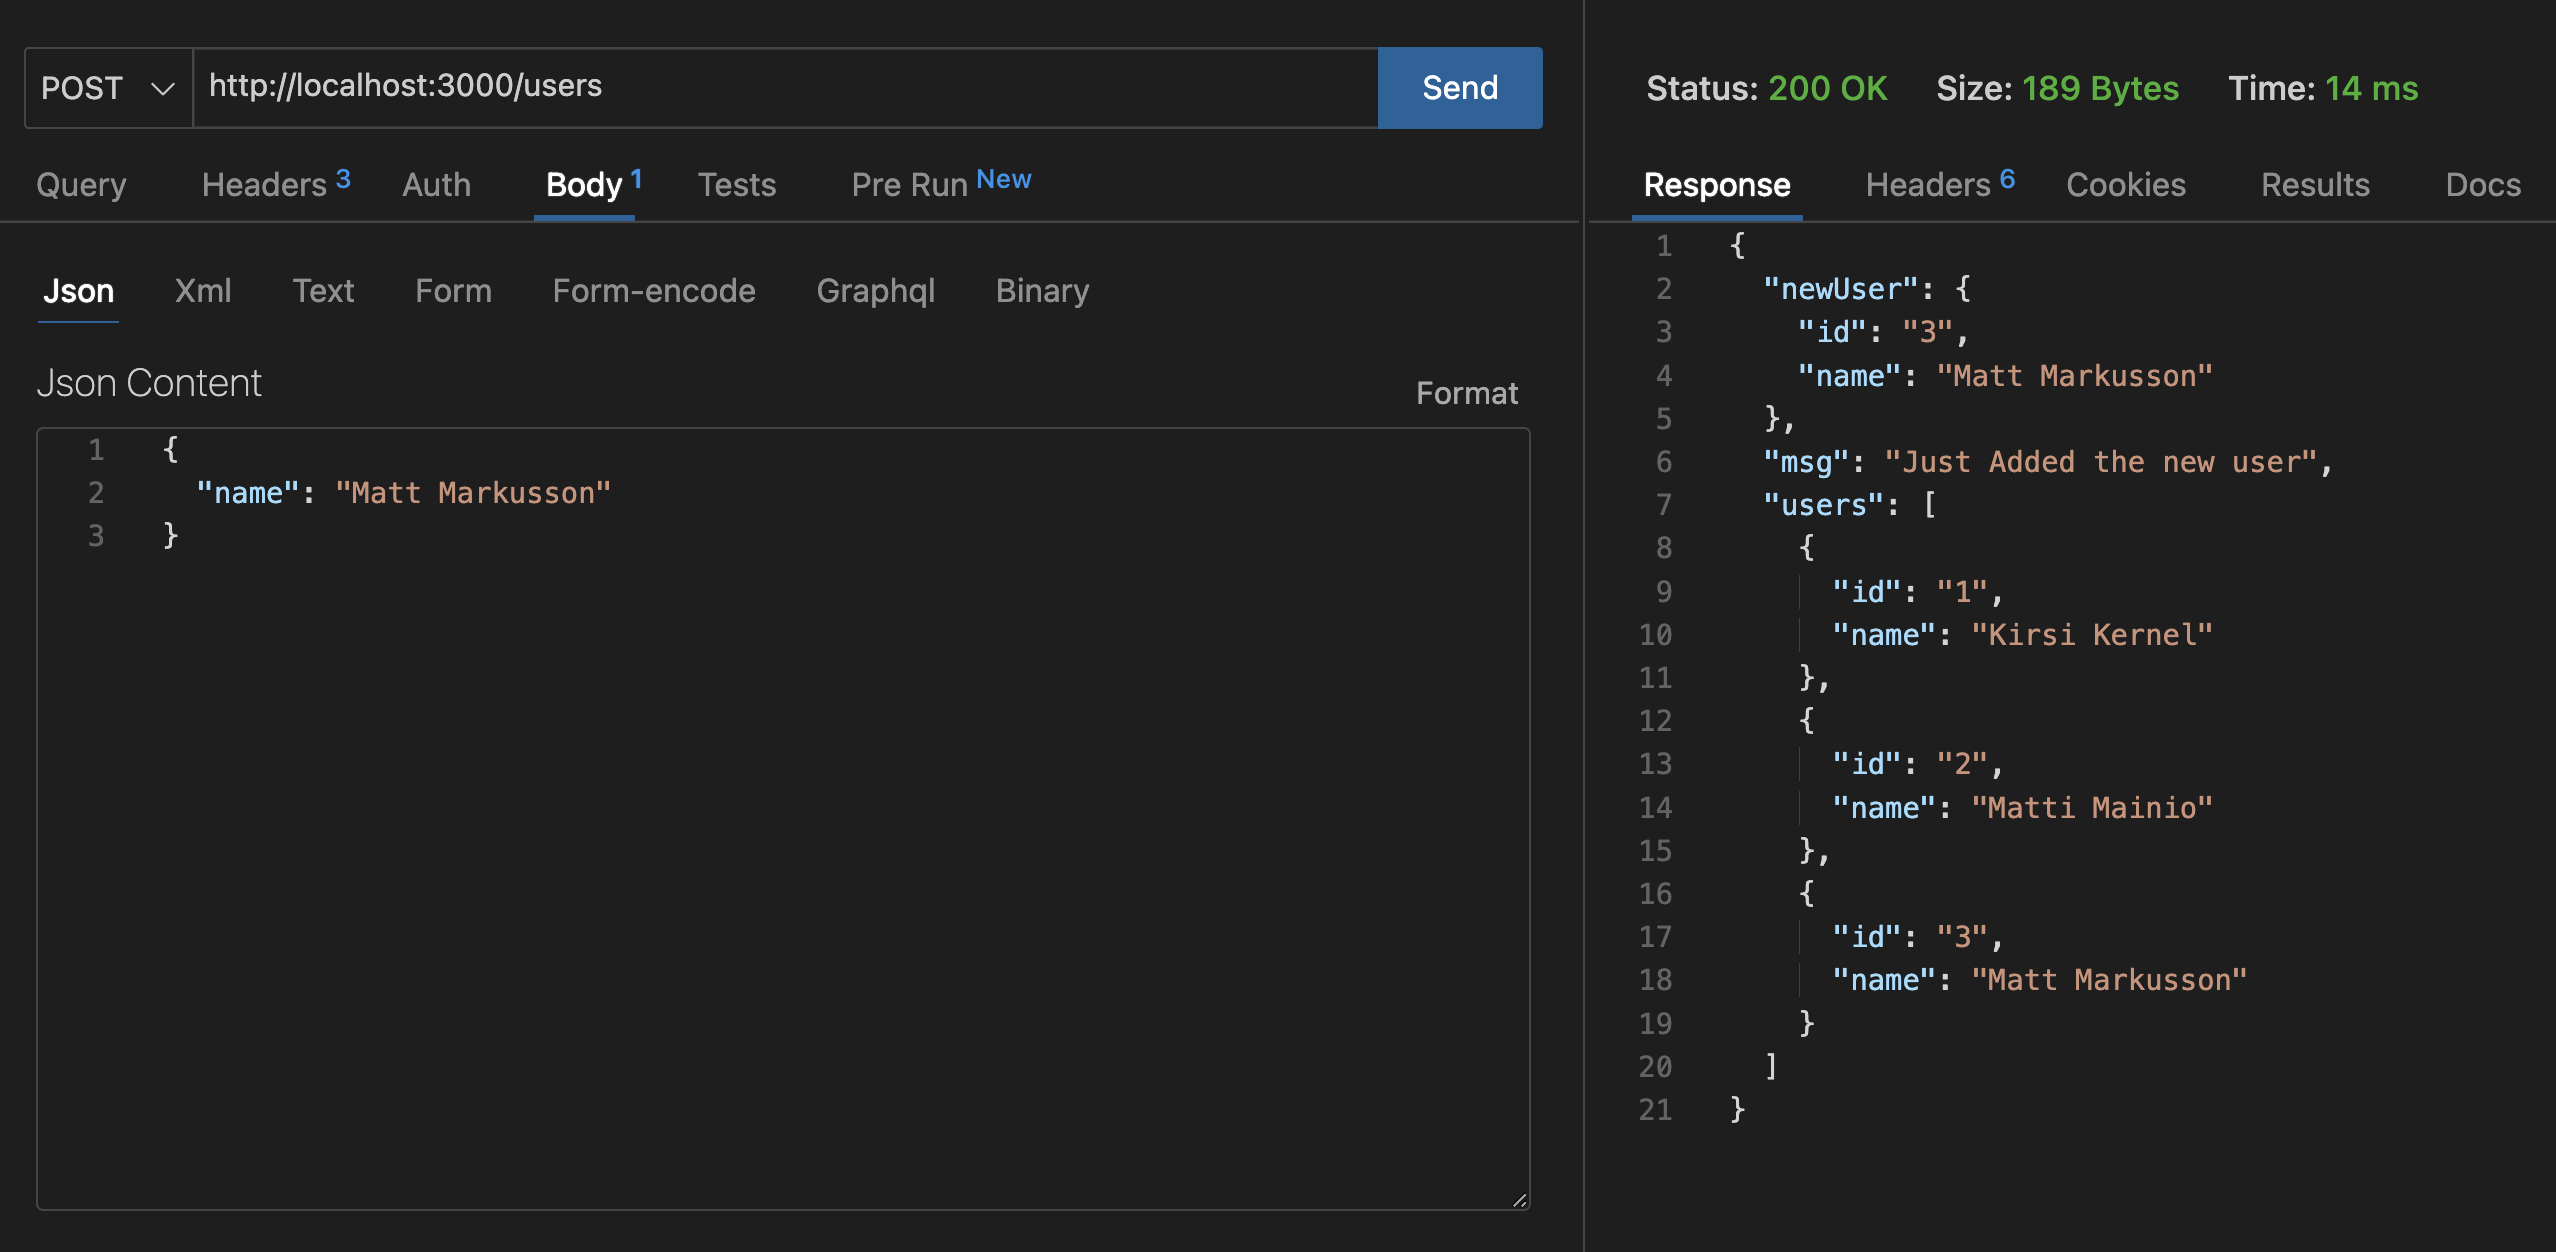 POST http://localhost:3000/users Send
Query Headers 3 Auth Body 1 Tests Pre Run New
Json Xml Text Form Form-encode Graphql Binary
Json Content
Format
1 {
2   "name": "Matt Markusson"
3 }
Status: 200 OK Size: 189 Bytes Time: 14 ms
Response Headers 6 Cookies Results Docs
1 {
2   "newUser": {
3     "id": "3",
4     "name": "Matt Markusson"
5   },
6   "msg": "Just Added the new user",
7   "users": [
8     {
9       "id": "1",
10       "name": "Kirsi Kernel"
11     },
12     {
13       "id": "2",
14       "name": "Matti Mainio"
15     },
16     {
17       "id": "3",
18       "name": "Matt Markusson"
19     }
20   ]
21 }